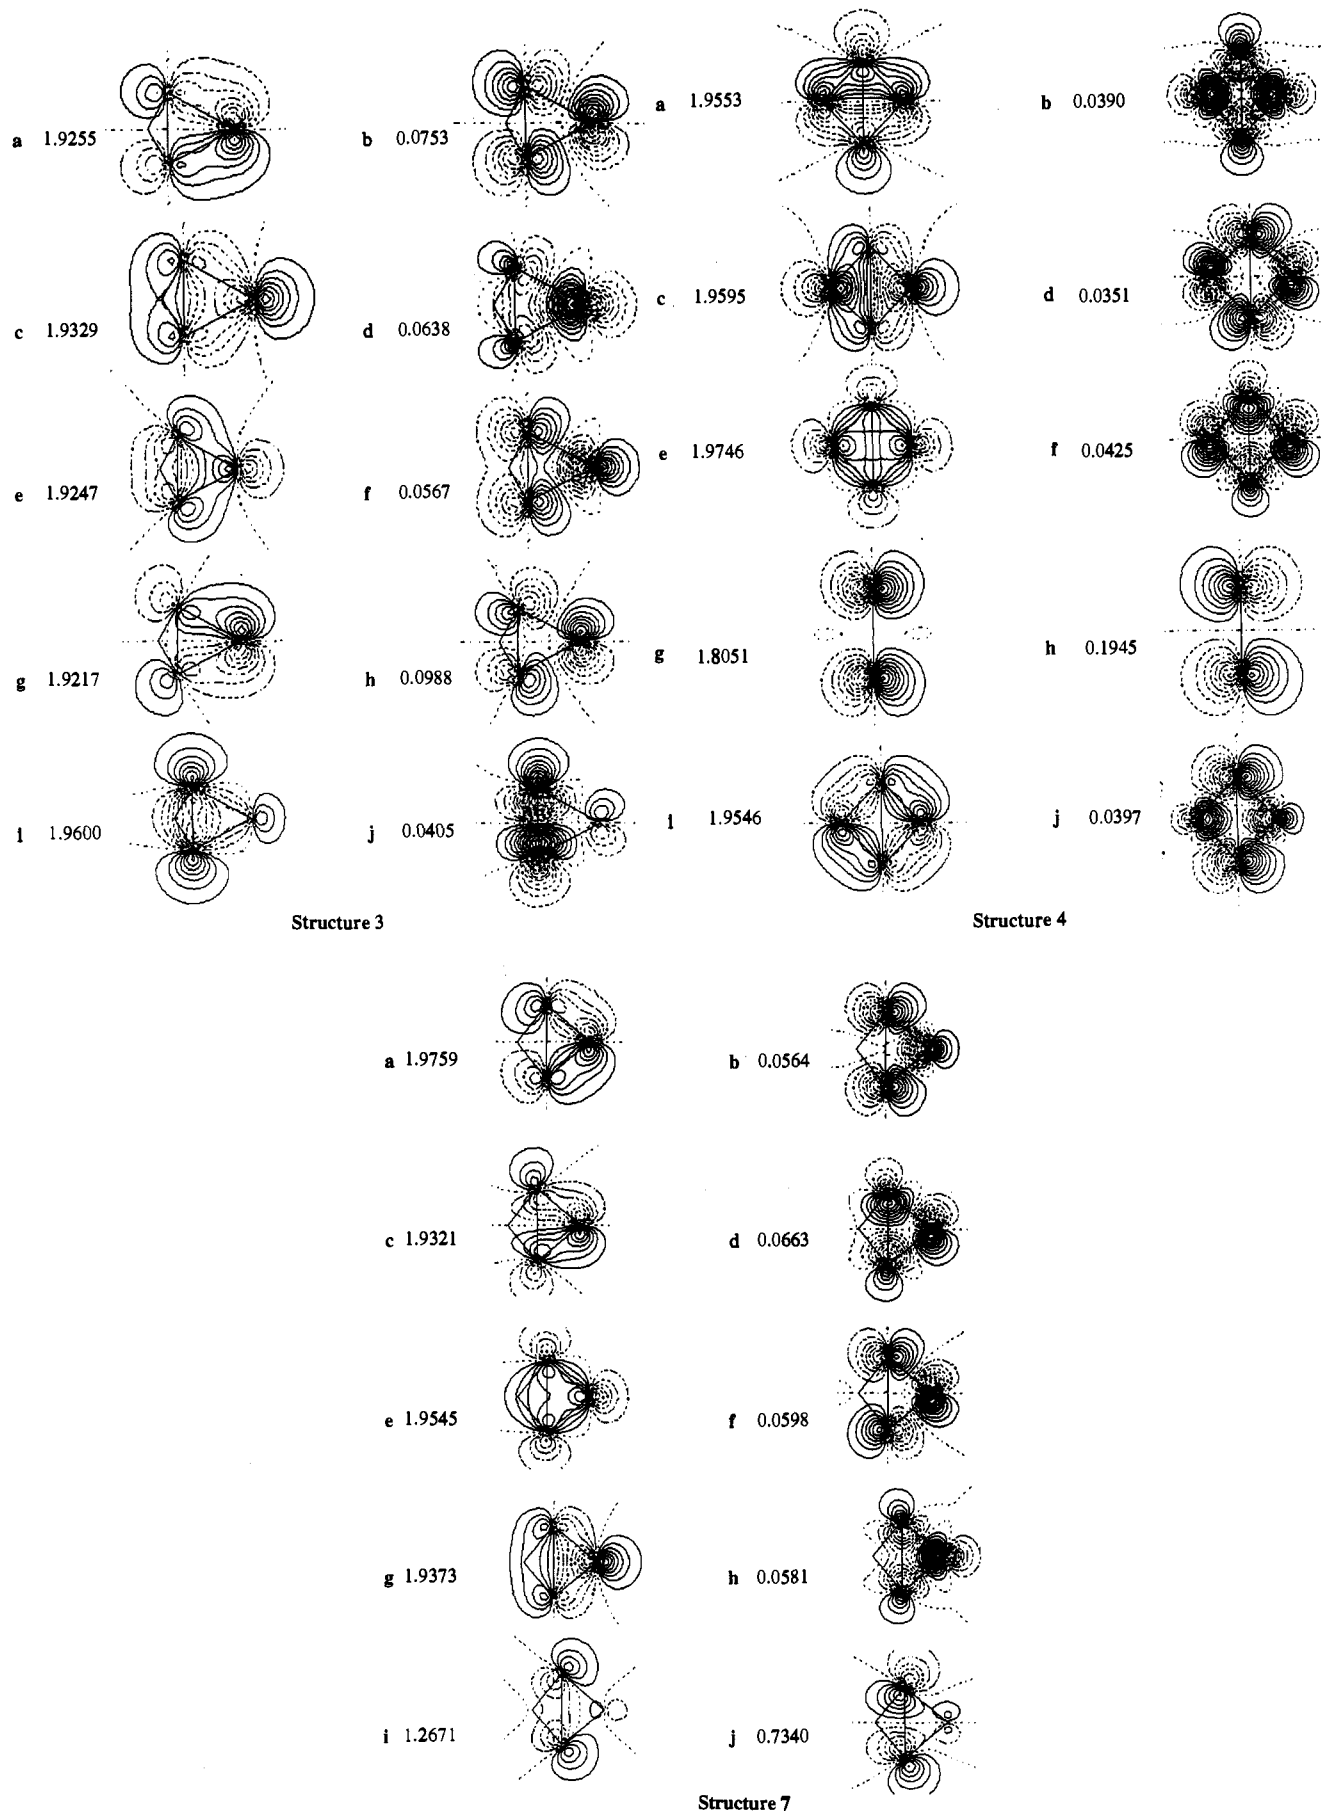 a 1.9255
b 0.0753
a 1.9553
b 0.0390
c 1.9329
d 0.0638
c 1.9595
d 0.0351
e 1.9247
f 0.0567
e 1.9746
f 0.0425
g 1.9217
h 0.0988
g 1.8051
h 0.1945
i 1.9600
j 0.0405
i 1.9546
j 0.0397
Structure 3
Structure 4
a 1.9759
b 0.0564
c 1.9321
d 0.0663
e 1.9545
f 0.0598
g 1.9373
h 0.0581
i 1.2671
j 0.7340
Structure 7